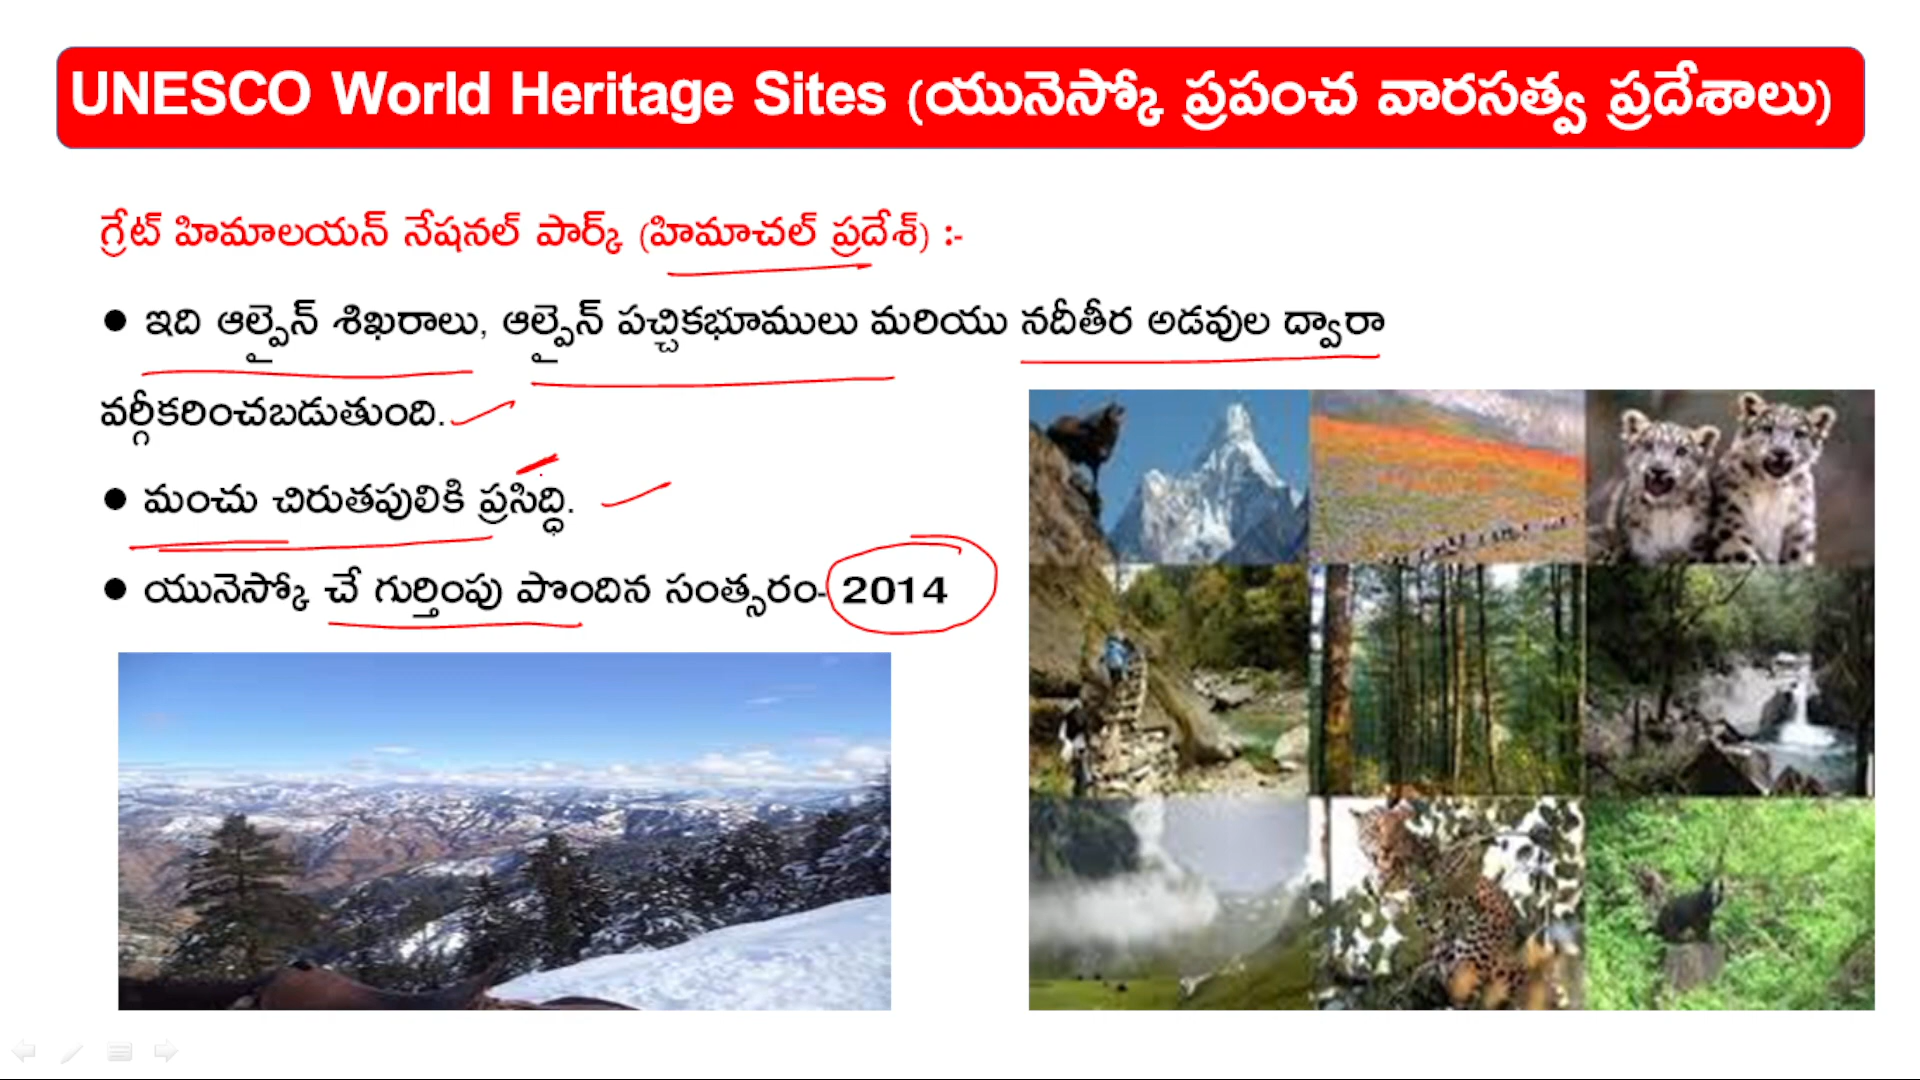 UNESCO World Heritage Sites (యునెస్కో ప్రపంచ వారసత్వ ప్రదేశాలు)
గ్రేట్ హిమాలయన్ నేషనల్ పార్క్ (హిమాచల్ ప్రదేశ్) :-
● ఇది ఆల్పైన్ శిఖరాలు, ఆల్పైన్ పచ్చికభూములు మరియు నదీతీర అడవుల ద్వారా
వర్గీకరించబడుతుంది.
● మంచు చిరుతపులికి ప్రసిద్ధి.
● యునెస్కో చే గుర్తింపు పొందిన సంత్సరం- 2014